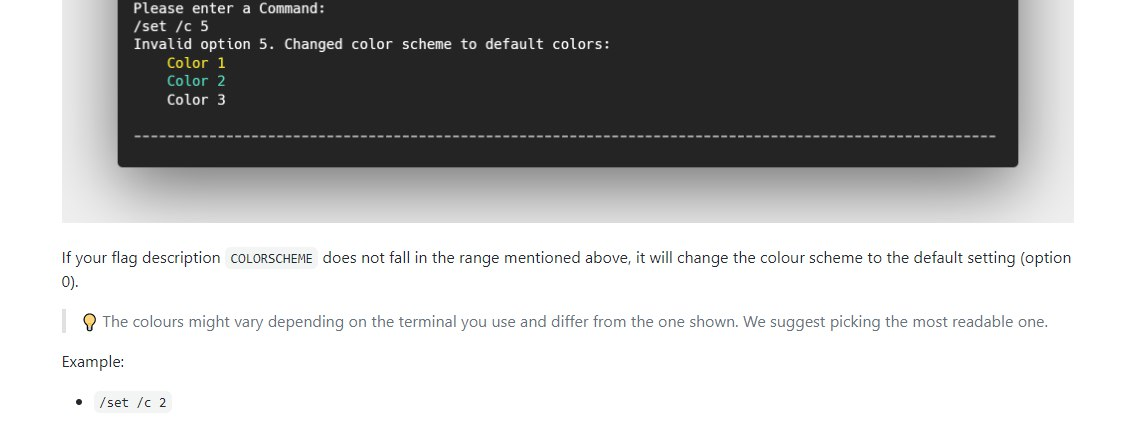 Please enter a Command:
/set /c 5
Invalid option 5. Changed color scheme to default colors:
Color 1
Color 2
Color 3
If your flag description COLORSCHEME does not fall in the range mentioned above, it will change the colour scheme to the default setting (option
0).
💡 The colours might vary depending on the terminal you use and differ from the one shown. We suggest picking the most readable one.
Example:
• /set /c 2